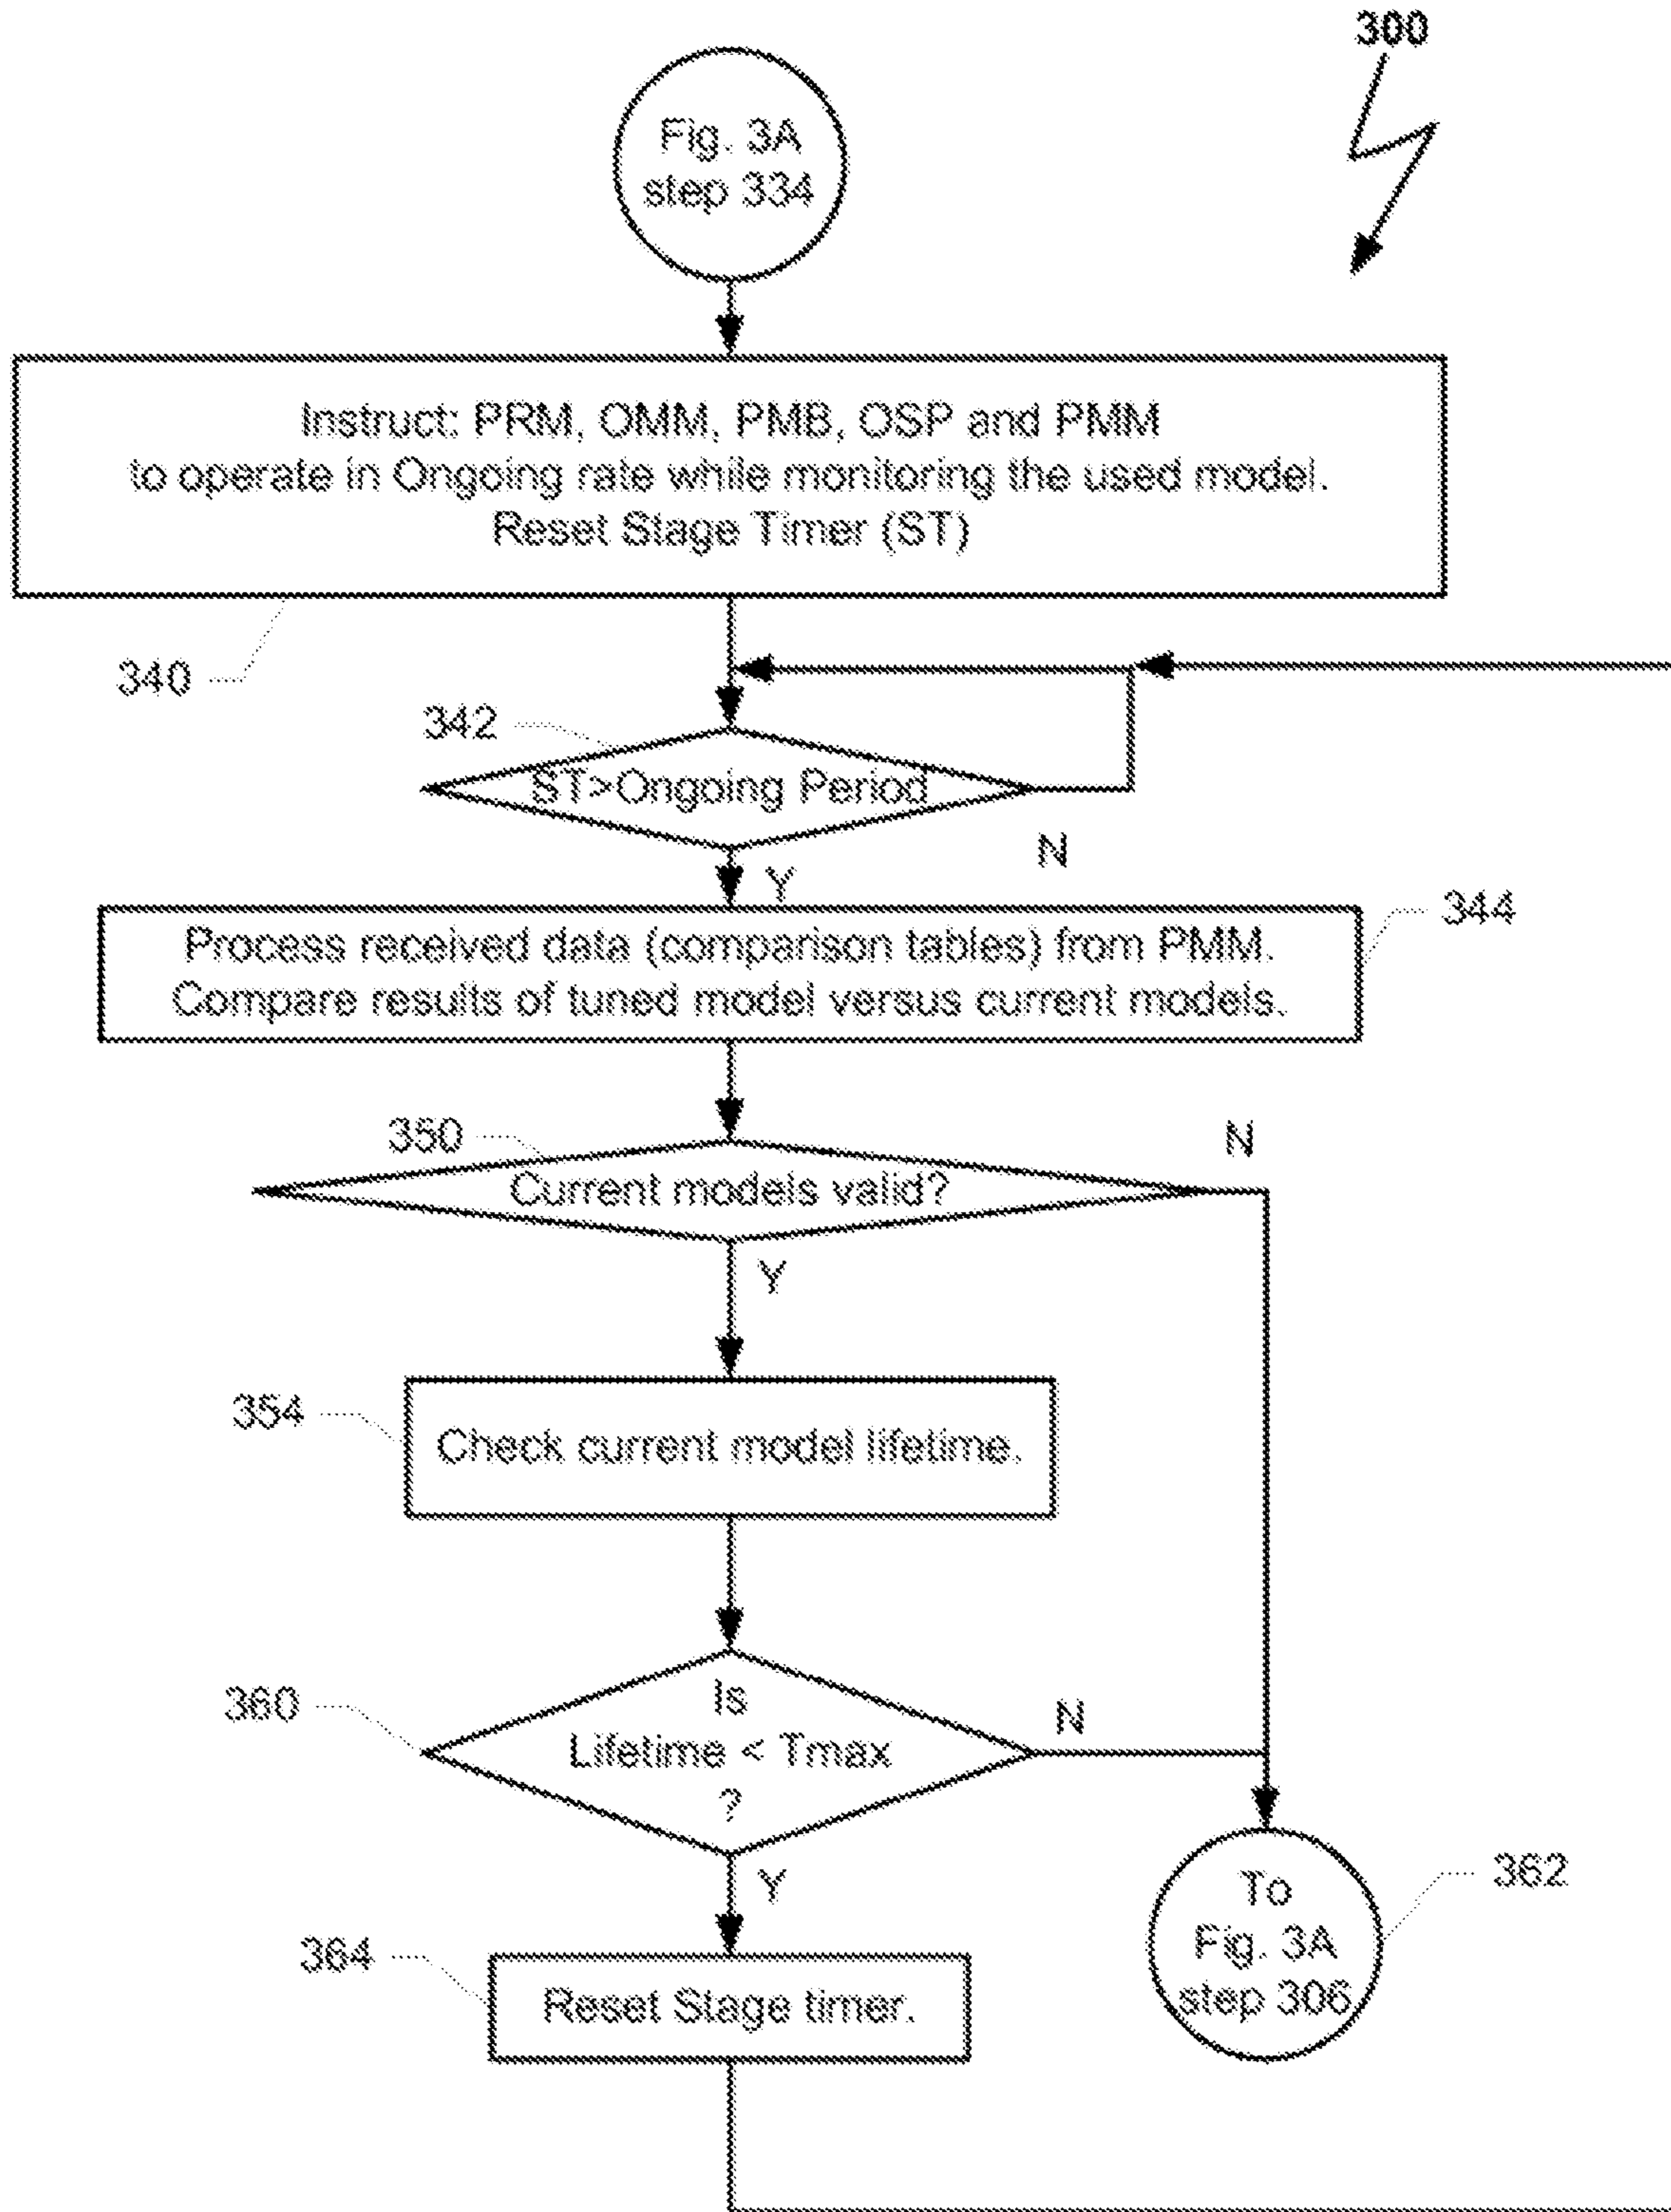 300
Fig. 3A
step 334
Instruct: PRM, OMM, PMB, OSP and PMM
to operate in Ongoing rate while monitoring the used model.
Reset Stage Timer (ST)
340
342
ST>Ongoing Period
N
Y
344
Process received data (comparison tables) from PMM.
Compare results of tuned model versus current models.
350
N
Current models valid?
Y
354
Check current model lifetime.
360
Is
Lifetime < Tmax
?
N
Y
362
To
Fig. 3A
step 306
364
Reset Stage timer.